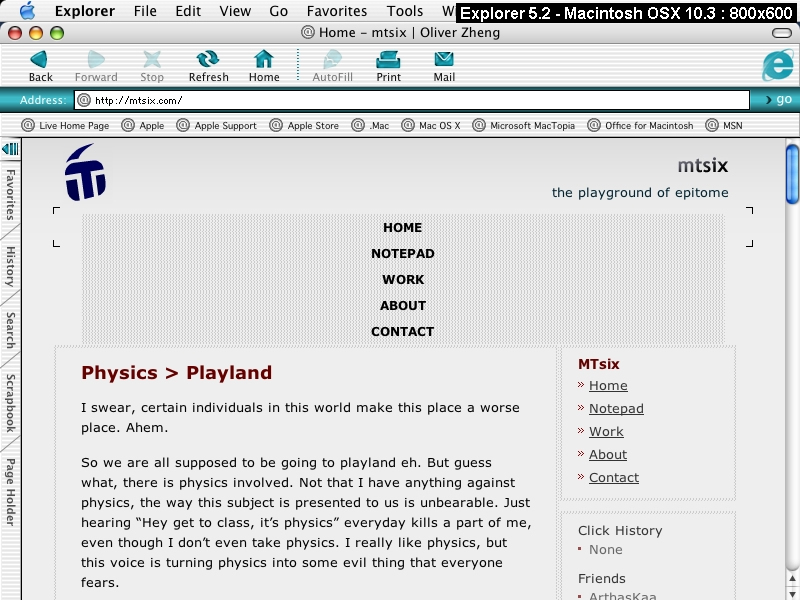 Explorer File Edit View Go Favorites Tools W
Explorer 5.2 - Macintosh OSX 10.3 : 800x600
@ Home – mtsix | Oliver Zheng
Back Forward Stop Refresh Home AutoFill Print Mail
Address: @ http://mtsix.com/ go
@ Live Home Page @ Apple @ Apple Support @ Apple Store @ .Mac @ Mac OS X @ Microsoft MacTopia @ Office for Macintosh @ MSN
Favorites
History
Search
Scrapbook
Page Holder
mtsix
the playground of epitome
HOME
NOTEPAD
WORK
ABOUT
CONTACT
Physics > Playland
I swear, certain individuals in this world make this place a worse
place. Ahem.
So we are all supposed to be going to playland eh. But guess
what, there is physics involved. Not that I have anything against
physics, the way this subject is presented to us is unbearable. Just
hearing “Hey get to class, it’s physics” everyday kills a part of me,
even though I don’t even take physics. I really like physics, but
this voice is turning physics into some evil thing that everyone
fears.
MTsix
» Home
» Notepad
» Work
» About
» Contact
Click History
▪ None
Friends
▪ ArthasKaa